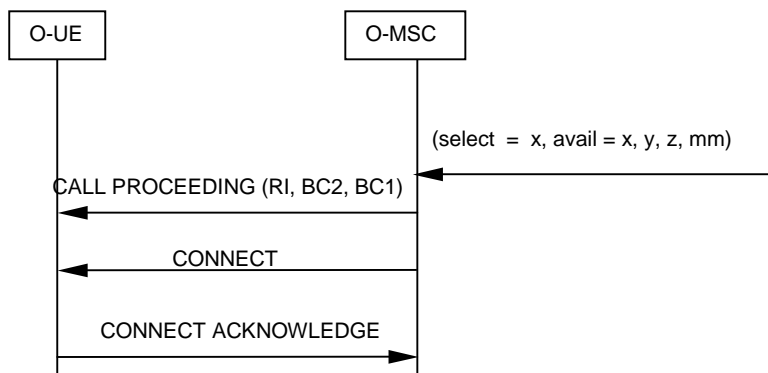 O-UE
O-MSC
(select = x, avail = x, y, z, mm)
CALL PROCEEDING (RI, BC2, BC1)
CONNECT
CONNECT ACKNOWLEDGE